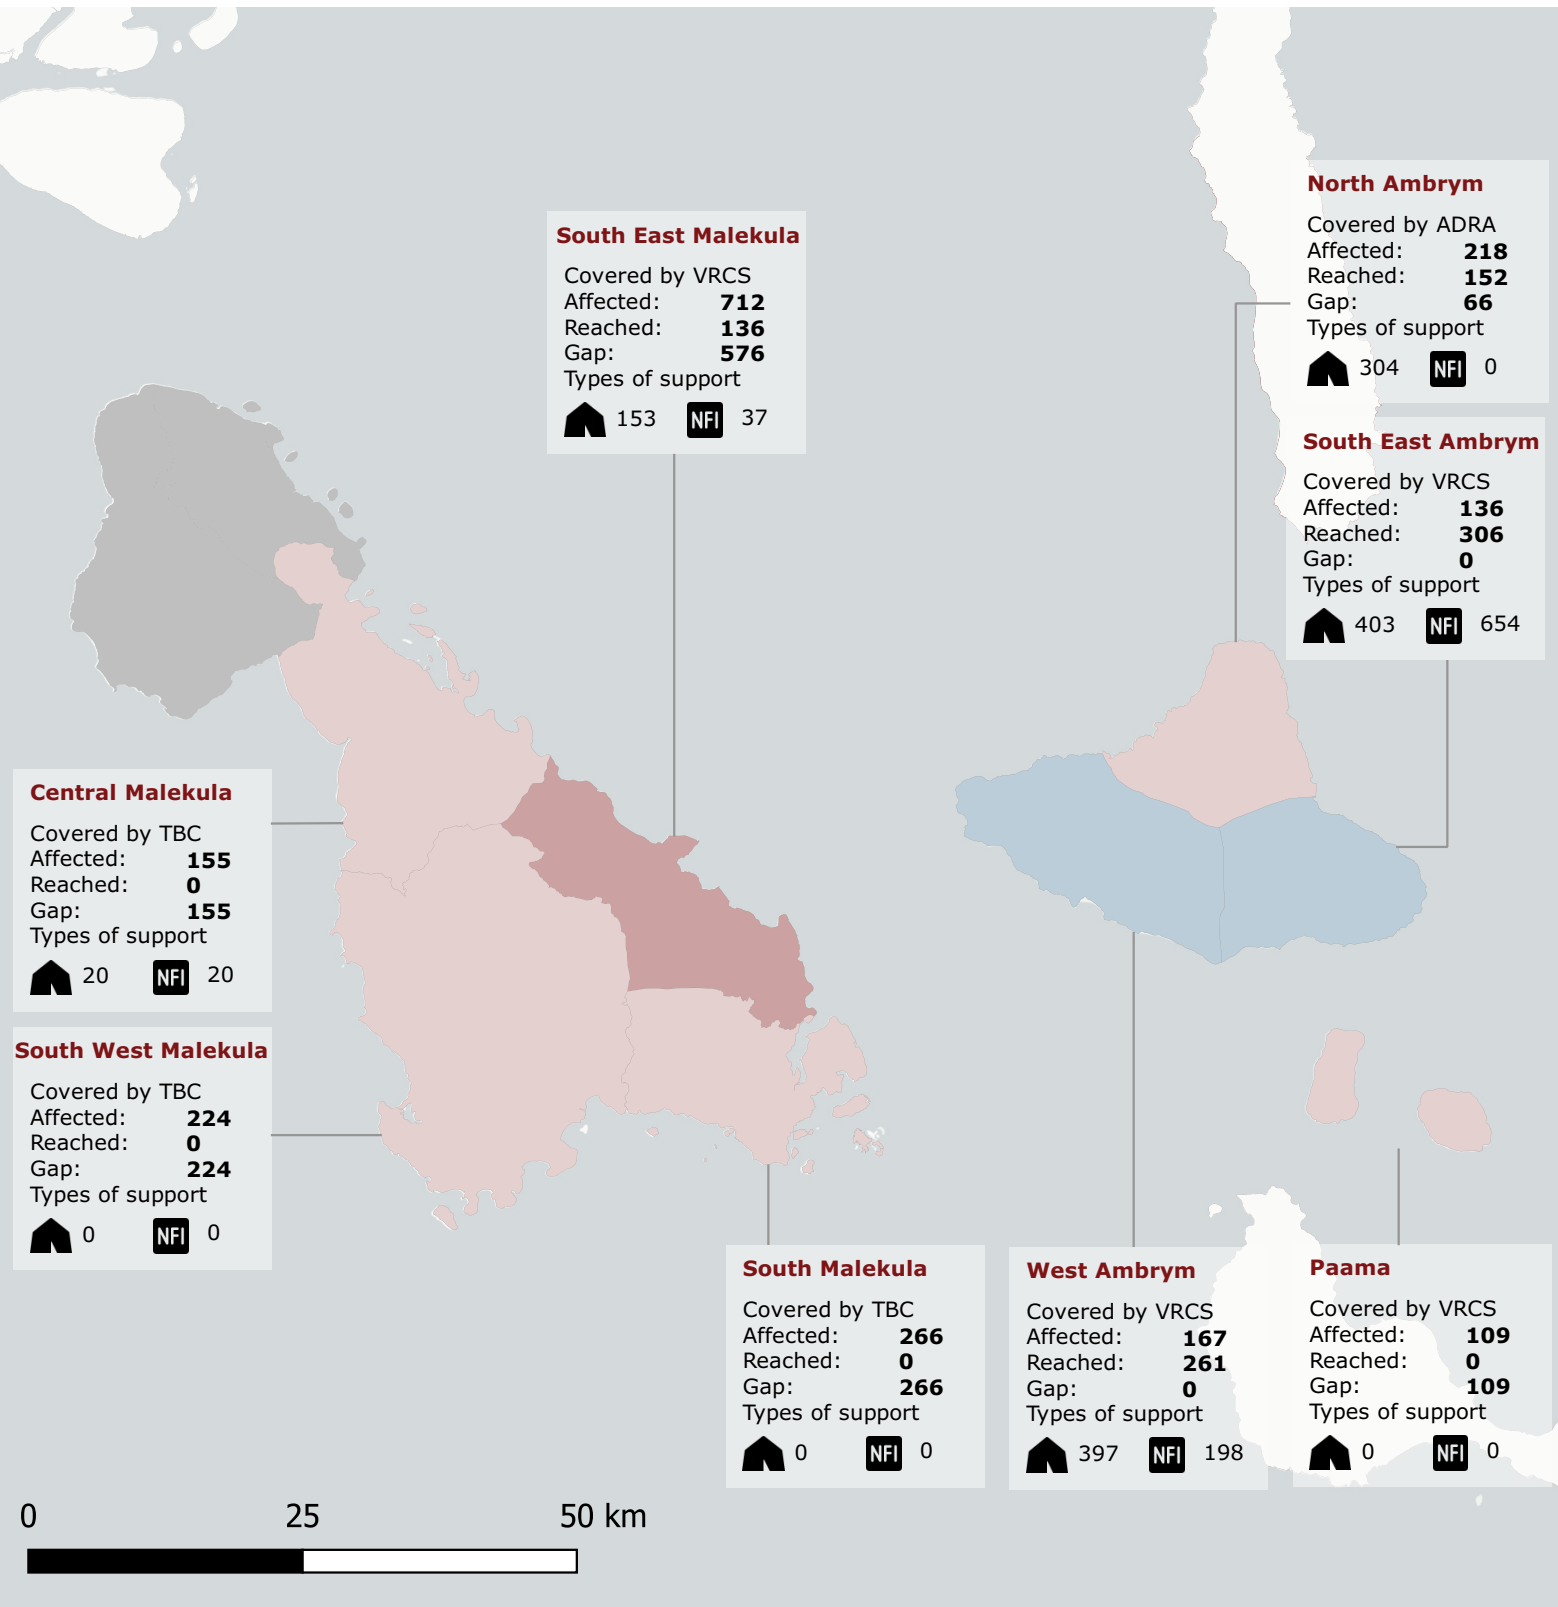 North Ambrym
Covered by ADRA
Affected: 218
Reached: 152
Gap: 66
Types of support
304 NFI 0
South East Malekula
Covered by VRCS
Affected: 712
Reached: 136
Gap: 576
Types of support
153 NFI 37
South East Ambrym
Covered by VRCS
Affected: 136
Reached: 306
Gap: 0
Types of support
403 NFI 654
Central Malekula
Covered by TBC
Affected: 155
Reached: 0
Gap: 155
Types of support
20 NFI 20
South West Malekula
Covered by TBC
Affected: 224
Reached: 0
Gap: 224
Types of support
0 NFI 0
South Malekula
Covered by TBC
Affected: 266
Reached: 0
Gap: 266
Types of support
0 NFI 0
West Ambrym
Covered by VRCS
Affected: 167
Reached: 261
Gap: 0
Types of support
397 NFI 198
Paama
Covered by VRCS
Affected: 109
Reached: 0
Gap: 109
Types of support
0 NFI 0
0 25 50 km